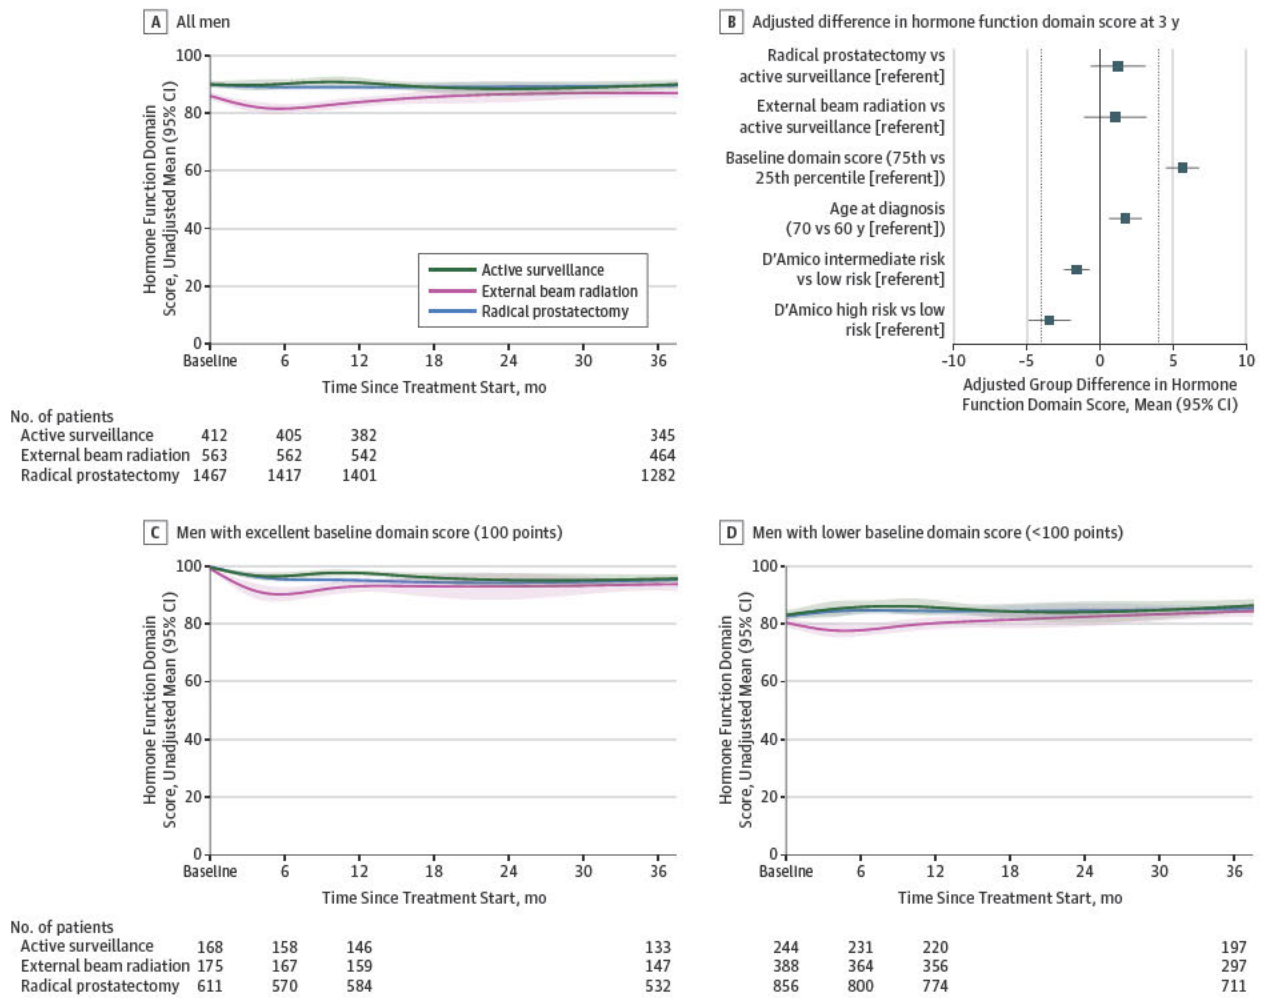 A All men
100
80
60
40
20
0
Hormone Function Domain
Score, Unadjusted Mean (95% CI)
Active surveillance
External beam radiation
Radical prostatectomy
Baseline 6 12 18 24 30 36
Time Since Treatment Start, mo
No. of patients
Active surveillance 412 405 382 345
External beam radiation 563 562 542 464
Radical prostatectomy 1467 1417 1401 1282
B Adjusted difference in hormone function domain score at 3 y
Radical prostatectomy vs
active surveillance [referent]
External beam radiation vs
active surveillance [referent]
Baseline domain score (75th vs
25th percentile [referent])
Age at diagnosis
(70 vs 60 y [referent])
D'Amico intermediate risk
vs low risk [referent]
D'Amico high risk vs low
risk [referent]
-10 -5 0 5 10
Adjusted Group Difference in Hormone
Function Domain Score, Mean (95% CI)
C Men with excellent baseline domain score (100 points)
100
80
60
40
20
0
Hormone Function Domain
Score, Unadjusted Mean (95% CI)
Baseline 6 12 18 24 30 36
Time Since Treatment Start, mo
No. of patients
Active surveillance 168 158 146 133
External beam radiation 175 167 159 147
Radical prostatectomy 611 570 584 532
D Men with lower baseline domain score (<100 points)
100
80
60
40
20
0
Hormone Function Domain
Score, Unadjusted Mean (95% CI)
Baseline 6 12 18 24 30 36
Time Since Treatment Start, mo
244 231 220 197
388 364 356 297
856 800 774 711